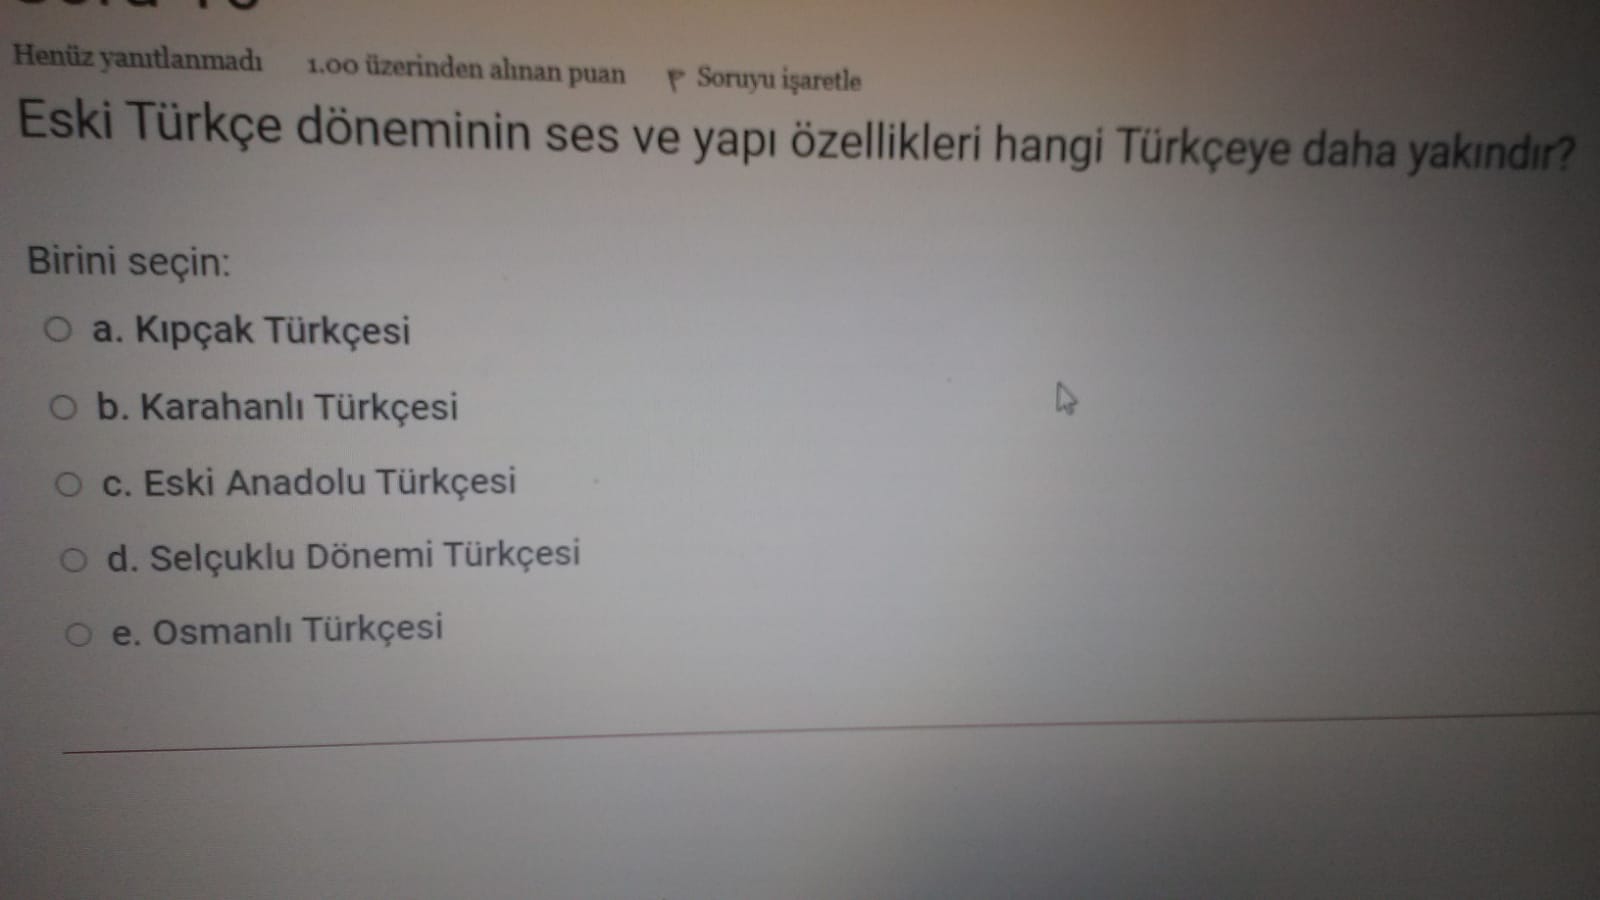 Henüz yanıtlanmadı 1.00 üzerinden alınan puan Soruyu işaretle
Eski Türkçe döneminin ses ve yapı özellikleri hangi Türkçeye daha yakındır?
Birini seçin:
a. Kıpçak Türkçesi
b. Karahanlı Türkçesi
c. Eski Anadolu Türkçesi
d. Selçuklu Dönemi Türkçesi
e. Osmanlı Türkçesi